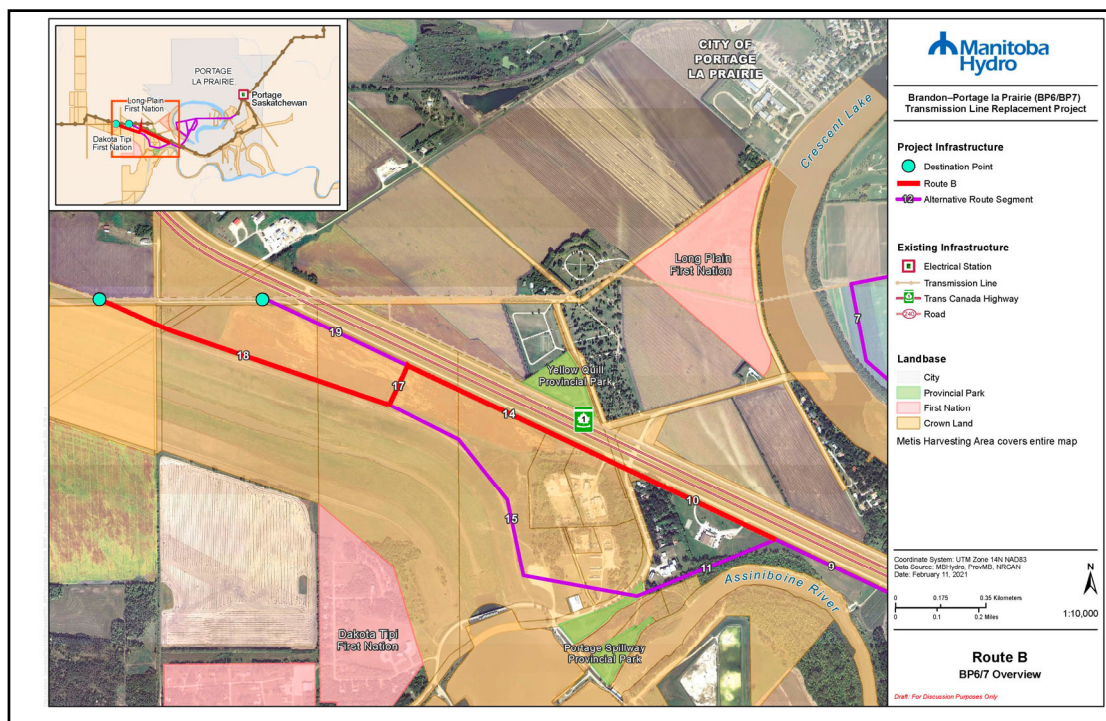 PORTAGE
LA PRAIRIE
Portage
Saskatchewan
Long Plain
First Nation
Dakota Tipi
First Nation
CITY OF
PORTAGE
LA PRAIRIE
Crescent Lake
Long Plain
First Nation
7
19
18
17
14
Yellow Quill
Provincial Park
1
10
15
11
9
Assiniboine River
Dakota Tipi
First Nation
Portage Spillway
Provincial Park
Manitoba
Hydro
Brandon–Portage la Prairie (BP6/BP7)
Transmission Line Replacement Project
Project Infrastructure
Destination Point
Route B
12 Alternative Route Segment
Existing Infrastructure
Electrical Station
Transmission Line
Trans Canada Highway
240 Road
Landbase
City
Provincial Park
First Nation
Crown Land
Metis Harvesting Area covers entire map
Coordinate System: UTM Zone 14N NAD83
Data Source: MBHydro, ProvMB, NRCAN
Date: February 11, 2021
N
0 0.175 0.35 Kilometers
0 0.1 0.2 Miles
1:10,000
Route B
BP6/7 Overview
Draft: For Discussion Purposes Only